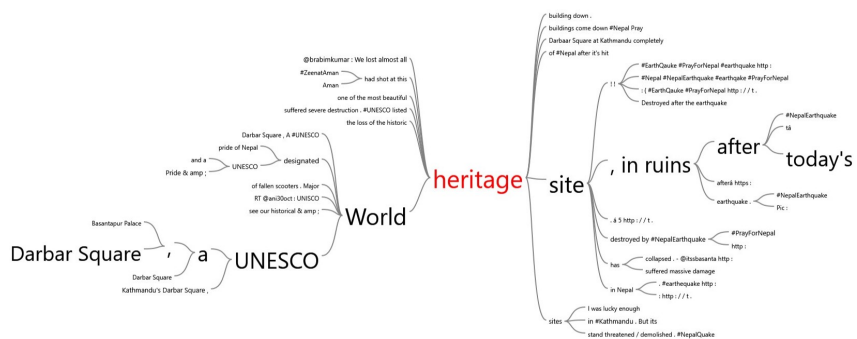 @brabimkumar : We lost almost all
#ZeenatAman
Aman
had shot at this
one of the most beautiful
suffered severe destruction . #UNESCO listed
the loss of the historic
Darbar Square , A #UNESCO
pride of Nepal
and a
Pride & amp ;
UNESCO
designated
of fallen scooters . Major
RT @ani30oct : UNISCO
see our historical & amp ;
World
Basantapur Palace
Darbar Square
,
a
UNESCO
Darbar Square
Kathmandu's Darbar Square ,
heritage
building down .
buildings come down #Nepal Pray
Darbaar Square at Kathmandu completely
of #Nepal after it's hit
site
! !
#EarthQauke #PrayForNepal #earthquake http :
#Nepal #NepalEarthquake #earthqake #PrayForNepal
: ( #EarthQauke #PrayForNepal http : / / t .
Destroyed after the earthquake
, in ruins
after
#NepalEarthquake
tá
today's
afterá https :
earthquake .
#NepalEarthquake
Pic :
. á 5 http : / / t .
destroyed by #NepalEarthquake
#PrayForNepal
http :
has
collapsed . - @itssbasanta http :
suffered massive damage
in Nepal
. #earthequake http :
: http : / / t .
sites
I was lucky enough
in #Kathmandu . But its
stand threatened / demolished . #NepalQuake